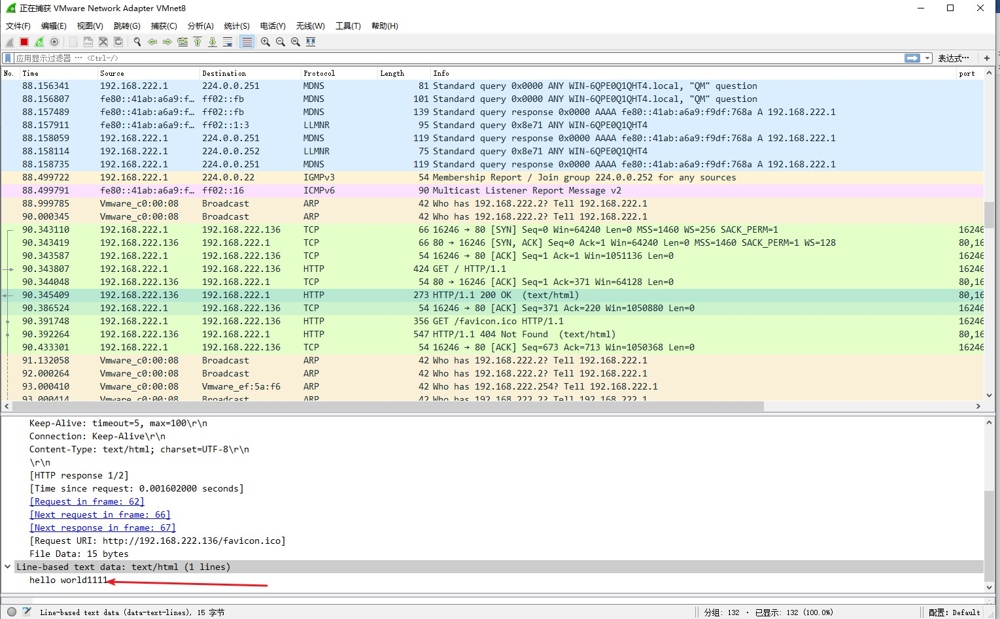 正在捕获 VMware Network Adapter VMnet8
文件(F) 编辑(E) 视图(V) 跳转(G) 捕获(C) 分析(A) 统计(S) 电话(Y) 无线(W) 工具(T) 帮助(H)
应用显示过滤器 … <Ctrl-/> 表达式… +
No. Time Source Destination Protocol Length Info port
88.156341 192.168.222.1 224.0.0.251 MDNS 81 Standard query 0x0000 ANY WIN-6QPE0Q1QHT4.local, "QM" question
88.156807 fe80::41ab:a6a9:f… ff02::fb MDNS 101 Standard query 0x0000 ANY WIN-6QPE0Q1QHT4.local, "QM" question
88.157489 fe80::41ab:a6a9:f… ff02::fb MDNS 139 Standard query response 0x0000 AAAA fe80::41ab:a6a9:f9df:768a A 192.168.222.1
88.157911 fe80::41ab:a6a9:f… ff02::1:3 LLMNR 95 Standard query 0x8e71 ANY WIN-6QPE0Q1QHT4
88.158059 192.168.222.1 224.0.0.251 MDNS 119 Standard query response 0x0000 AAAA fe80::41ab:a6a9:f9df:768a A 192.168.222.1
88.158114 192.168.222.1 224.0.0.252 LLMNR 75 Standard query 0x8e71 ANY WIN-6QPE0Q1QHT4
88.158735 192.168.222.1 224.0.0.251 MDNS 119 Standard query response 0x0000 AAAA fe80::41ab:a6a9:f9df:768a A 192.168.222.1
88.499722 192.168.222.1 224.0.0.22 IGMPv3 54 Membership Report / Join group 224.0.0.252 for any sources
88.499791 fe80::41ab:a6a9:f… ff02::16 ICMPv6 90 Multicast Listener Report Message v2
88.999785 Vmware_c0:00:08 Broadcast ARP 42 Who has 192.168.222.2? Tell 192.168.222.1
90.000345 Vmware_c0:00:08 Broadcast ARP 42 Who has 192.168.222.2? Tell 192.168.222.1
90.343110 192.168.222.1 192.168.222.136 TCP 66 16246 → 80 [SYN] Seq=0 Win=64240 Len=0 MSS=1460 WS=256 SACK_PERM=1 16246
90.343419 192.168.222.136 192.168.222.1 TCP 66 80 → 16246 [SYN, ACK] Seq=0 Ack=1 Win=64240 Len=0 MSS=1460 SACK_PERM=1 WS=128 80,16
90.343587 192.168.222.1 192.168.222.136 TCP 54 16246 → 80 [ACK] Seq=1 Ack=1 Win=1051136 Len=0 16246
90.343807 192.168.222.1 192.168.222.136 HTTP 424 GET / HTTP/1.1 16246
90.344048 192.168.222.136 192.168.222.1 TCP 54 80 → 16246 [ACK] Seq=1 Ack=371 Win=64128 Len=0 80,16
90.345409 192.168.222.136 192.168.222.1 HTTP 273 HTTP/1.1 200 OK (text/html) 80,16
90.386524 192.168.222.1 192.168.222.136 TCP 54 16246 → 80 [ACK] Seq=371 Ack=220 Win=1050880 Len=0 16246
90.391748 192.168.222.1 192.168.222.136 HTTP 356 GET /favicon.ico HTTP/1.1 16246
90.392264 192.168.222.136 192.168.222.1 HTTP 547 HTTP/1.1 404 Not Found (text/html) 80,16
90.433301 192.168.222.1 192.168.222.136 TCP 54 16246 → 80 [ACK] Seq=673 Ack=713 Win=1050368 Len=0 16246
91.132058 Vmware_c0:00:08 Broadcast ARP 42 Who has 192.168.222.2? Tell 192.168.222.1
92.000264 Vmware_c0:00:08 Broadcast ARP 42 Who has 192.168.222.2? Tell 192.168.222.1
93.000410 Vmware_c0:00:08 Vmware_ef:5a:f6 ARP 42 Who has 192.168.222.254? Tell 192.168.222.1
93.000414 Vmware_c0:00:08 Broadcast ARP 42 Who has 192.168.222.2? Tell 192.168.222.1
Keep-Alive: timeout=5, max=100\r\n
Connection: Keep-Alive\r\n
Content-Type: text/html; charset=UTF-8\r\n
\r\n
[HTTP response 1/2]
[Time since request: 0.001602000 seconds]
[Request in frame: 62]
[Next request in frame: 66]
[Next response in frame: 67]
[Request URI: http://192.168.222.136/favicon.ico]
File Data: 15 bytes
Line-based text data: text/html (1 lines)
hello world1111
Line-based text data (data-text-lines), 15 字节 分组: 132 · 已显示: 132 (100.0%) 配置: Default